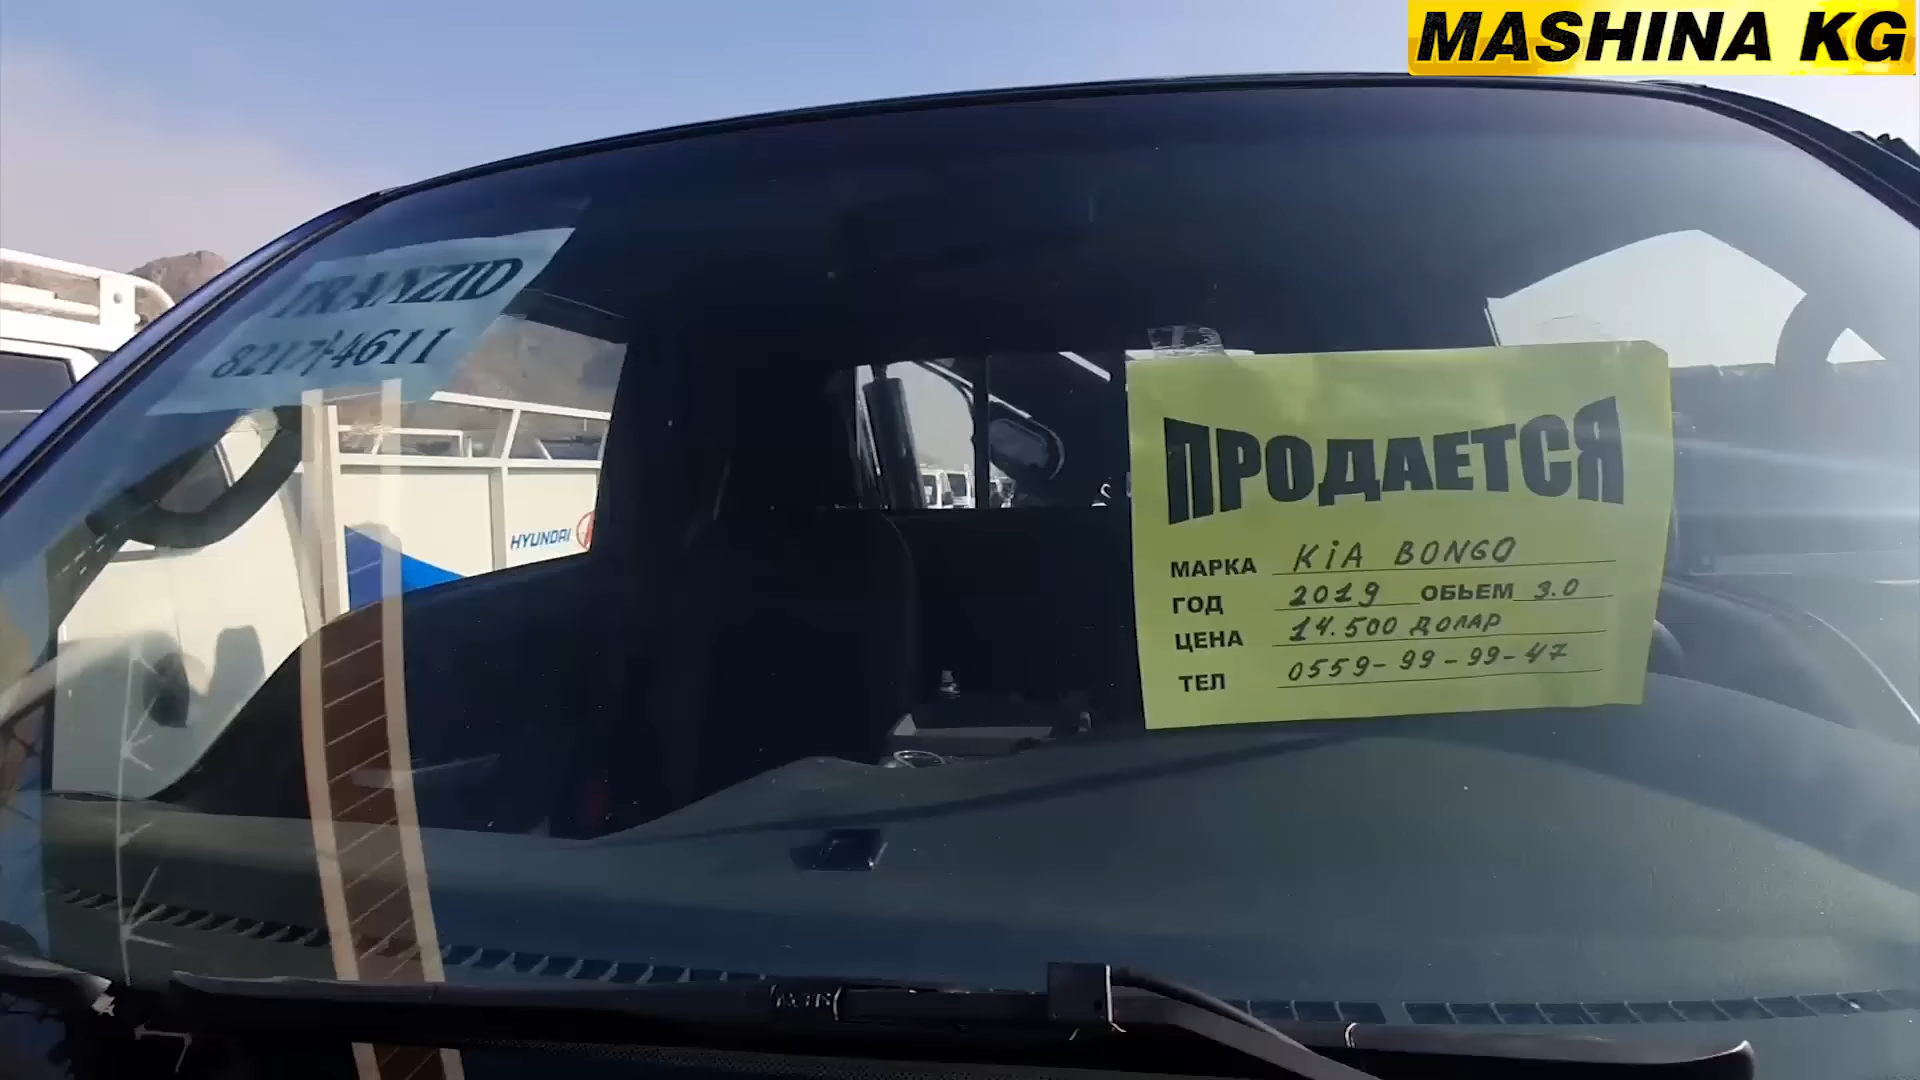 MASHINA KG
TRANZID
8217-4611
HYUNDAI
ПРОДАЕТСЯ
МАРКА KiA BONGO
ГОД 2019 ОБЬЕМ 3.0
ЦЕНА 14.500 ДОЛАР
ТЕЛ 0559-99-99-47